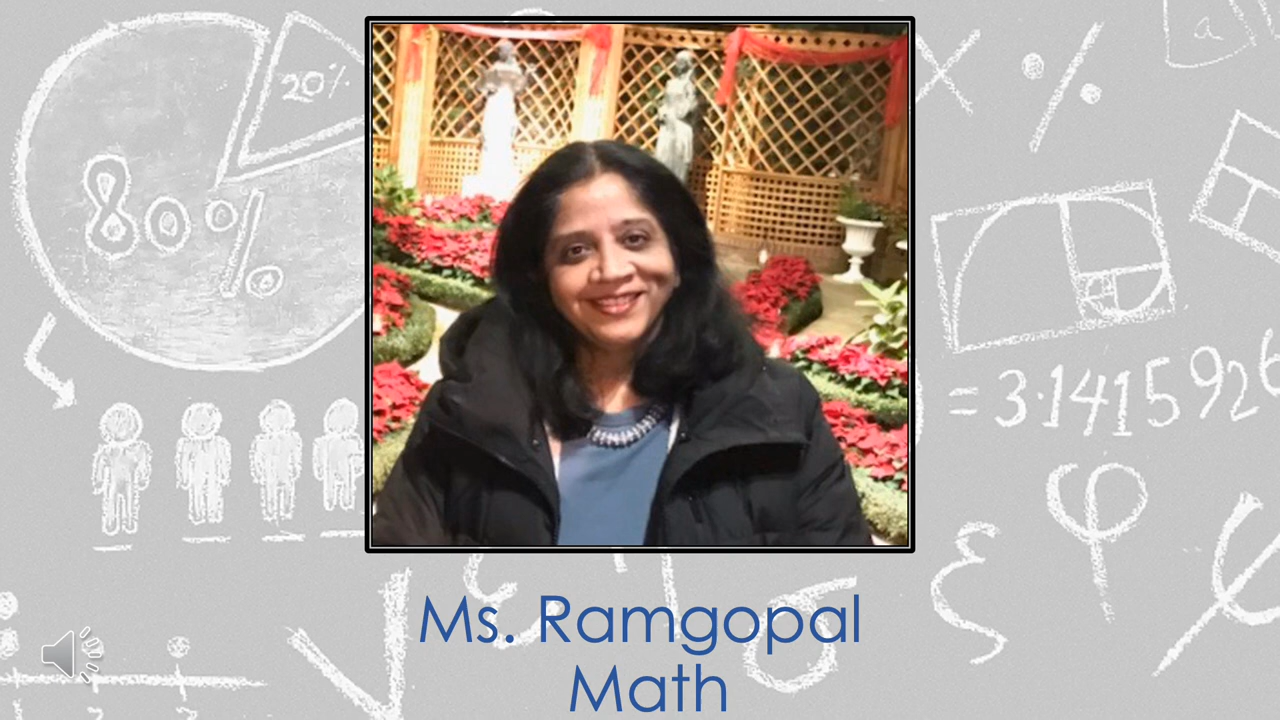 20%
a
x %
80%
= 3.1415926
φ
ξ
σ
Ms. Ramgopal
Math